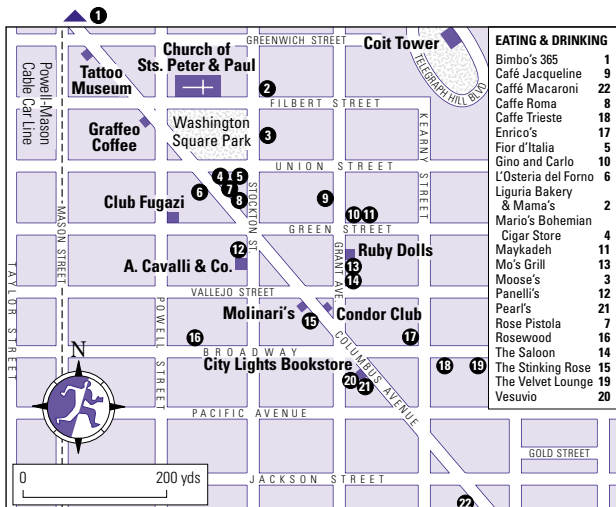 1
GREENWICH STREET
Coit Tower
TELEGRAPH HILL BLVD
Church of
Sts. Peter & Paul
Tattoo
Museum
Powell-Mason
Cable Car Line
2
FILBERT STREET
Graffeo
Coffee
Washington
Square Park
3
KEARNY STREET
UNION STREET
4
5
6
7
8
9
STOCKTON ST
Club Fugazi
10
11
MASON STREET
GREEN STREET
12
A. Cavalli & Co.
GRANT AVE
Ruby Dolls
13
14
TAYLOR STREET
VALLEJO STREET
POWELL STREET
Molinari's
Condor Club
15
16
17
COLUMBUS AVENUE
BROADWAY
City Lights Bookstore
18
19
20
21
N
PACIFIC AVENUE
GOLD STREET
0 200 yds
JACKSON STREET
22
EATING & DRINKING
Bimbo's 365 1
Café Jacqueline 9
Caffé Macaroni 22
Caffe Roma 8
Caffe Trieste 18
Enrico's 17
Fior d'Italia 5
Gino and Carlo 10
L'Osteria del Forno 6
Liguria Bakery
& Mama's 2
Mario's Bohemian
Cigar Store 4
Maykadeh 11
Mo's Grill 13
Moose's 3
Panelli's 12
Pearl's 21
Rose Pistola 7
Rosewood 16
The Saloon 14
The Stinking Rose 15
The Velvet Lounge 19
Vesuvio 20